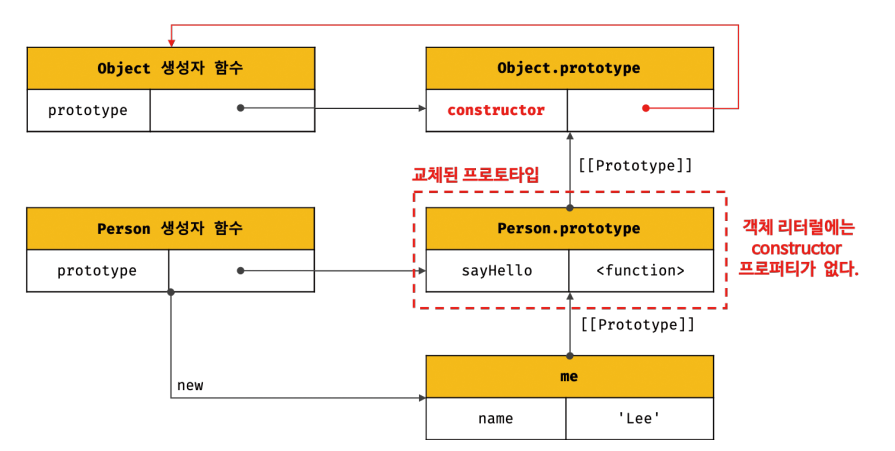 Object 생성자 함수
Object.prototype
prototype
constructor
[[Prototype]]
교체된 프로토타입
Person 생성자 함수
Person.prototype
객체 리터럴에는
constructor
프로퍼티가 없다.
prototype
sayHello
<function>
[[Prototype]]
me
new
name
'Lee'